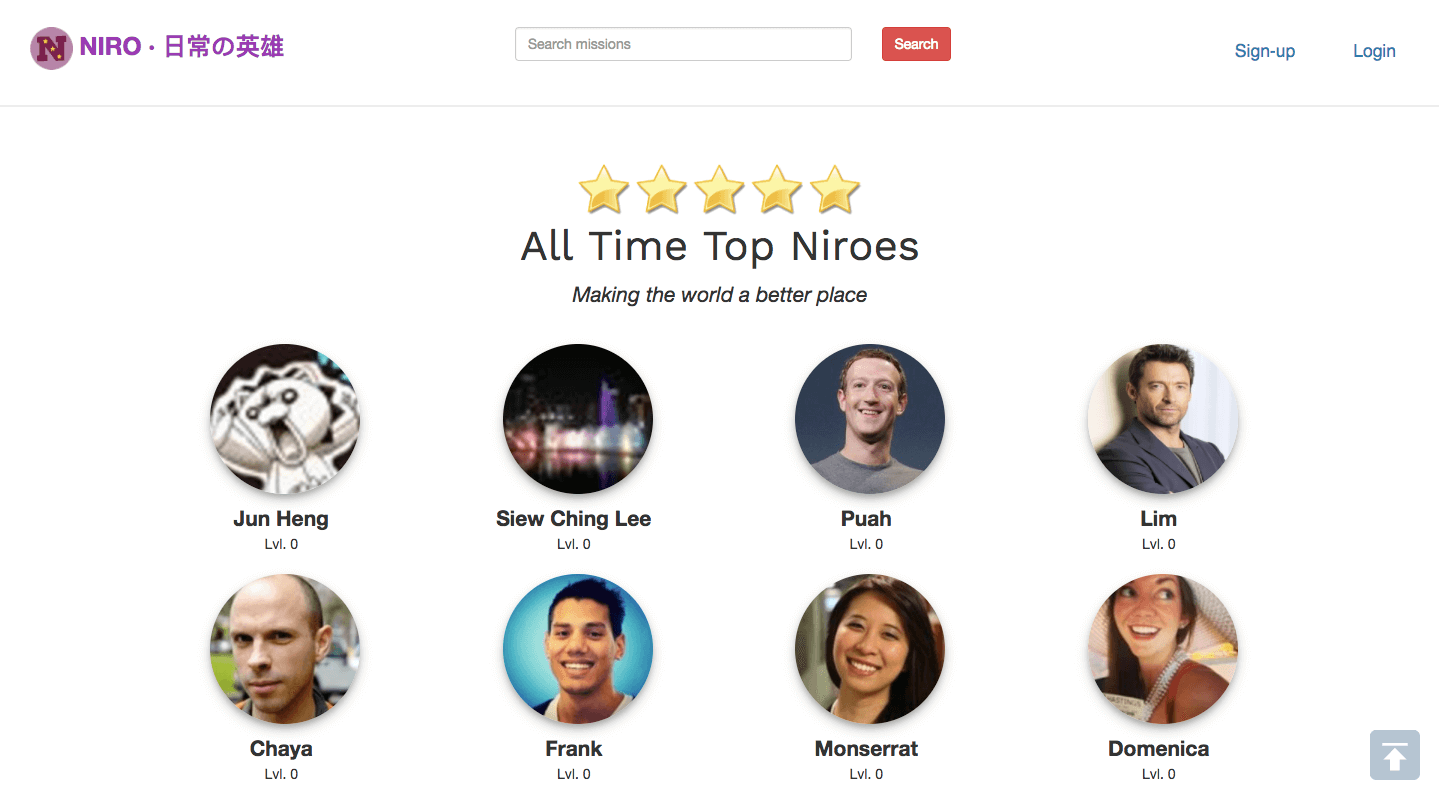 N NIRO · 日常の英雄
Search missions
Search
Sign-up
Login
All Time Top Niroes
Making the world a better place
Jun Heng
Lvl. 0
Siew Ching Lee
Lvl. 0
Puah
Lvl. 0
Lim
Lvl. 0
Chaya
Lvl. 0
Frank
Lvl. 0
Monserrat
Lvl. 0
HASTINGS
Domenica
Lvl. 0